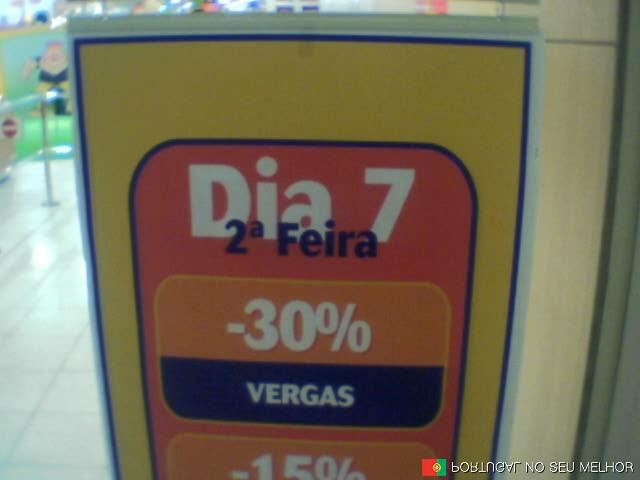 Dia 7
2ª Feira
-30%
VERGAS
-15%
PORTUGAL NO SEU MELHOR